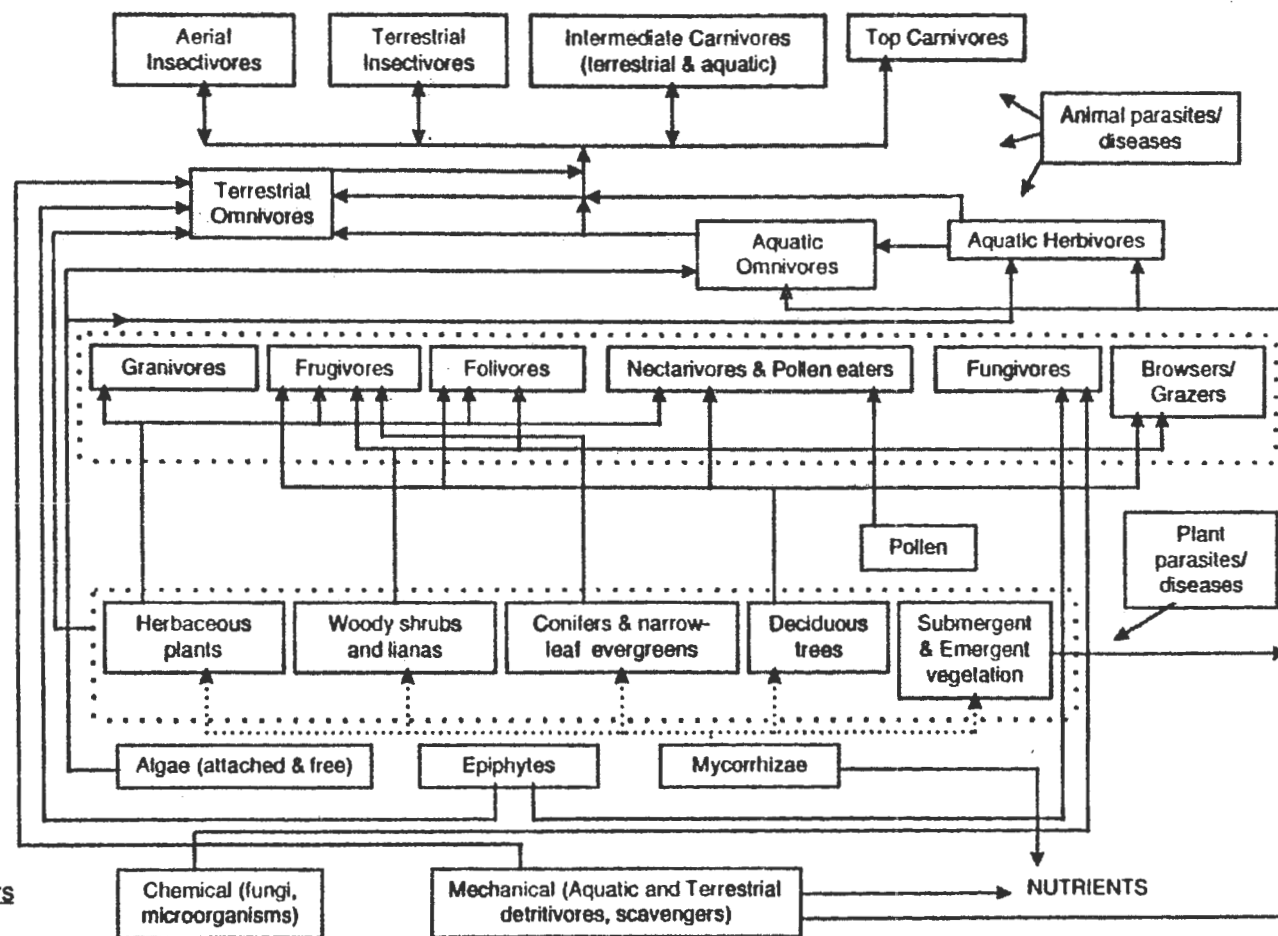 Aerial
Insectivores
Terrestrial
Insectivores
Intermediate Carnivores
(terrestrial & aquatic)
Top Carnivores
Animal parasites/
diseases
Terrestrial
Omnivores
Aquatic
Omnivores
Aquatic Herbivores
Granivores
Frugivores
Folivores
Nectarivores & Pollen eaters
Fungivores
Browsers/
Grazers
Pollen
Plant
parasites/
diseases
Herbaceous
plants
Woody shrubs
and lianas
Conifers & narrow-
leaf evergreens
Deciduous
trees
Submergent
& Emergent
vegetation
Algae (attached & free)
Epiphytes
Mycorrhizae
Chemical (fungi,
microorganisms)
Mechanical (Aquatic and Terrestrial
detritivores, scavengers)
NUTRIENTS